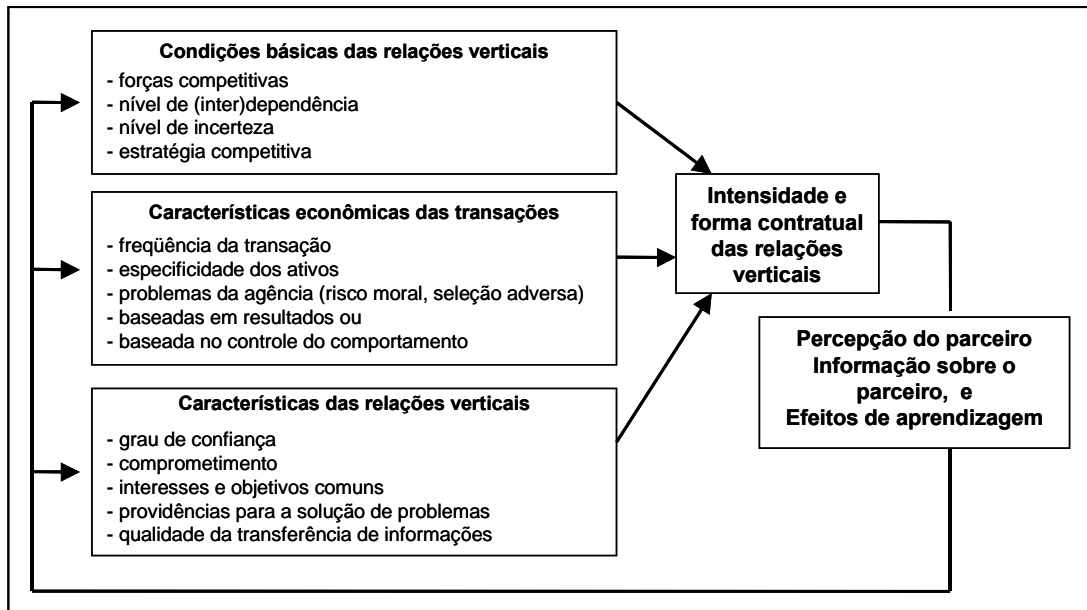 Condições básicas das relações verticais
- forças competitivas
- nível de (inter)dependência
- nível de incerteza
- estratégia competitiva
Características econômicas das transações
- freqüência da transação
- especificidade dos ativos
- problemas da agência (risco moral, seleção adversa)
- baseadas em resultados ou
- baseada no controle do comportamento
Características das relações verticais
- grau de confiança
- comprometimento
- interesses e objetivos comuns
- providências para a solução de problemas
- qualidade da transferência de informações
Intensidade e
forma contratual
das relações
verticais
Percepção do parceiro
Informação sobre o
parceiro, e
Efeitos de aprendizagem